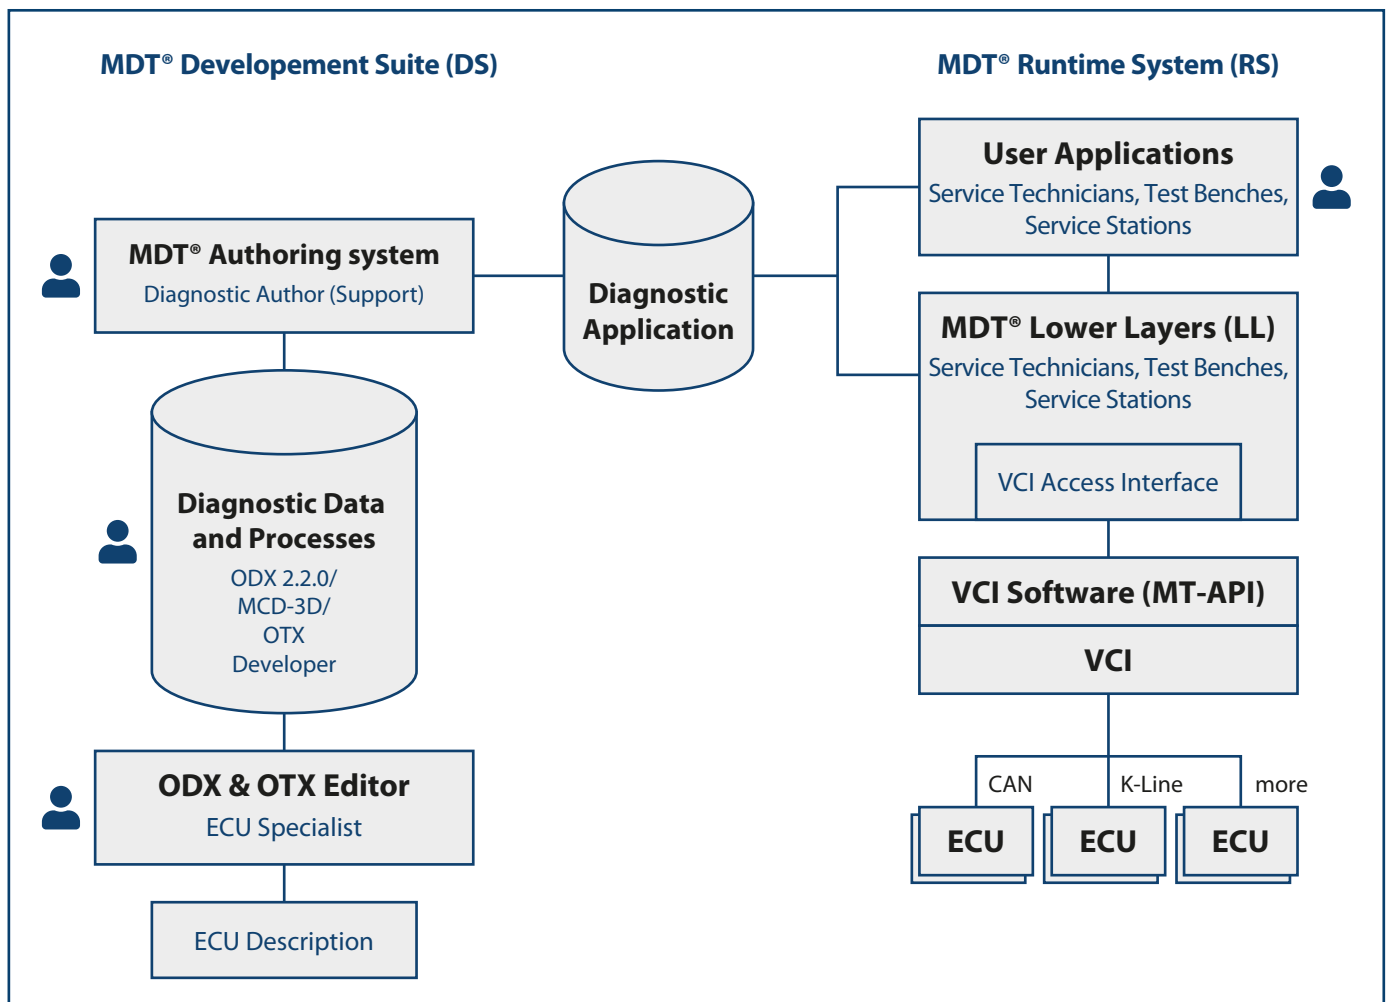 MDT® Developement Suite (DS)
MDT® Authoring system
Diagnostic Author (Support)
Diagnostic Data
and Processes
ODX 2.2.0/
MCD-3D/
OTX
Developer
ODX & OTX Editor
ECU Specialist
ECU Description
Diagnostic
Application
MDT® Runtime System (RS)
User Applications
Service Technicians, Test Benches,
Service Stations
MDT® Lower Layers (LL)
Service Technicians, Test Benches,
Service Stations
VCI Access Interface
VCI Software (MT-API)
VCI
CAN
K-Line
more
ECU
ECU
ECU